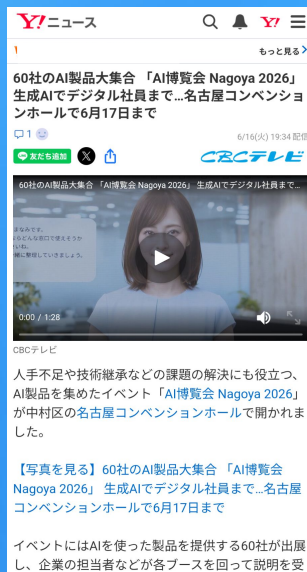 Y!ニュース
Y!
もっと見る
60社のAI製品大集合 「AI博覧会 Nagoya 2026」
生成AIでデジタル社員まで…名古屋コンベンショ
ンホールで6月17日まで
1
6/16(火) 19:34 配信
友だち追加
X
CBCテレビ
60社のAI製品大集合 「AI博覧会 Nagoya 2026」 生成AIでデジタル社員まで…
0:00 / 1:28
CBCテレビ
人手不足や技術継承などの課題の解決にも役立つ、
AI製品を集めたイベント「AI博覧会 Nagoya 2026」
が中村区の名古屋コンベンションホールで開かれま
した。
【写真を見る】60社のAI製品大集合 「AI博覧会
Nagoya 2026」 生成AIでデジタル社員まで…名古屋
コンベンションホールで6月17日まで
イベントにはAIを使った製品を提供する60社が出展
し、企業の担当者などが各ブースを回って説明を受